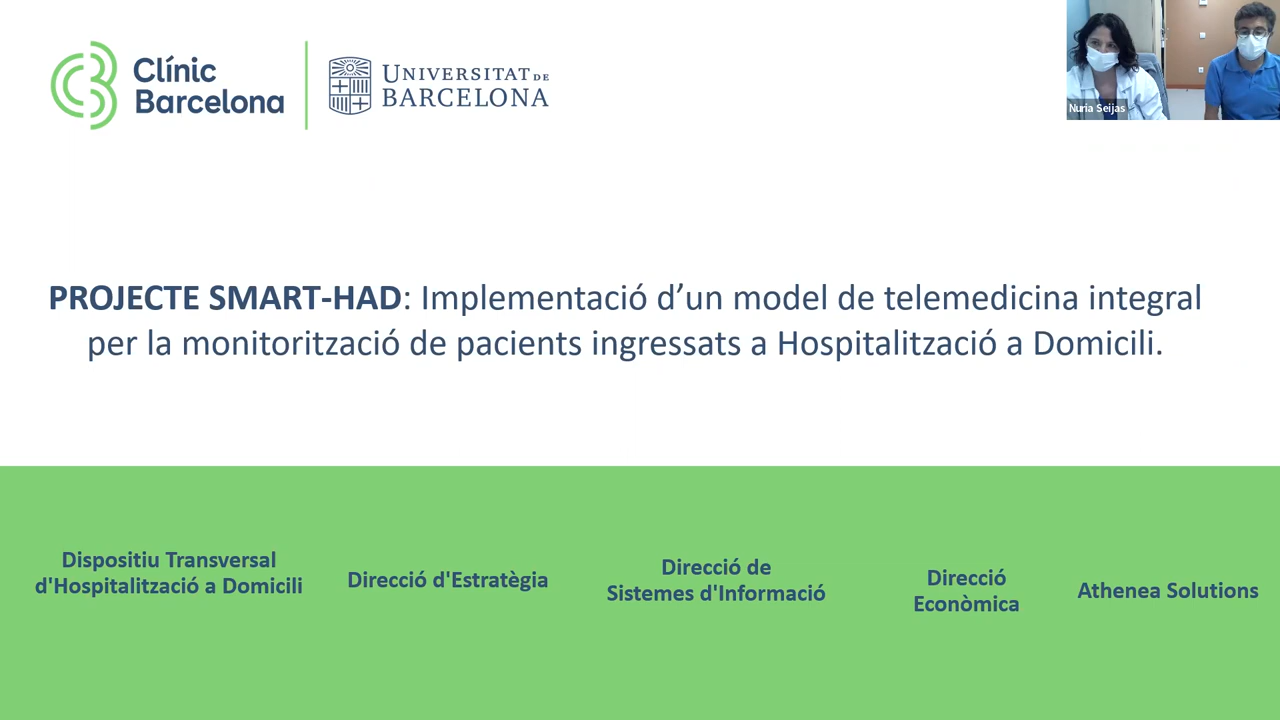 Clínic
Barcelona
UNIVERSITAT DE
BARCELONA
Nuria Seijas
PROJECTE SMART-HAD: Implementació d’un model de telemedicina integral
per la monitorització de pacients ingressats a Hospitalització a Domicili.
Dispositiu Transversal
d'Hospitalització a Domicili
Direcció d'Estratègia
Direcció de
Sistemes d'Informació
Direcció
Econòmica
Athenea Solutions